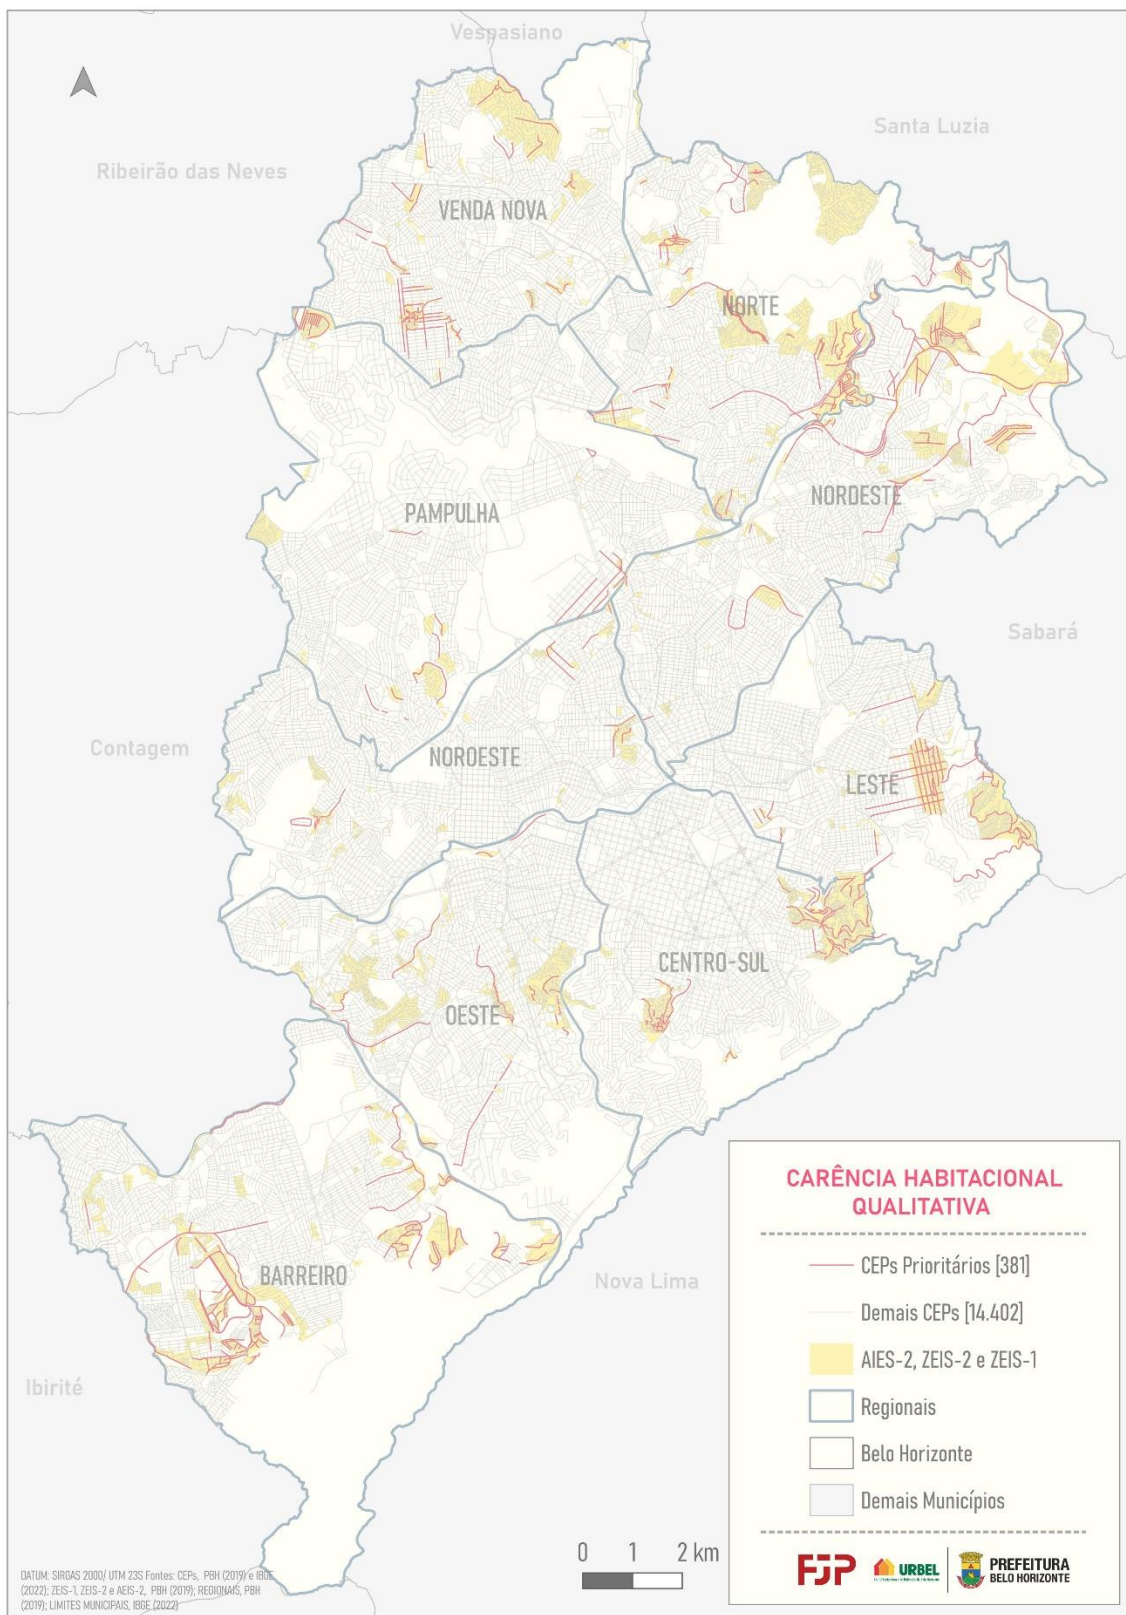 Vespasiano
Santa Luzia
Ribeirão das Neves
VENDA NOVA
NORTE
NORDESTE
PAMPULHA
Sabará
Contagem
NOROESTE
LESTE
CENTRO-SUL
OESTE
BARREIRO
Nova Lima
Ibirité
CARÊNCIA HABITACIONAL
QUALITATIVA
CEPs Prioritários [381]
Demais CEPs [14.402]
AIES-2, ZEIS-2 e ZEIS-1
Regionais
Belo Horizonte
Demais Municípios
FJP
URBEL
PREFEITURA
BELO HORIZONTE
0 1 2 km
DATUM: SIRGAS 2000/ UTM 23S Fontes: CEPs, PBH (2019) e IBGE
(2022); ZEIS-1, ZEIS-2 e AEIS-2, PBH (2019); REGIONAIS, PBH
(2019); LIMITES MUNICIPAIS, IBGE (2022)